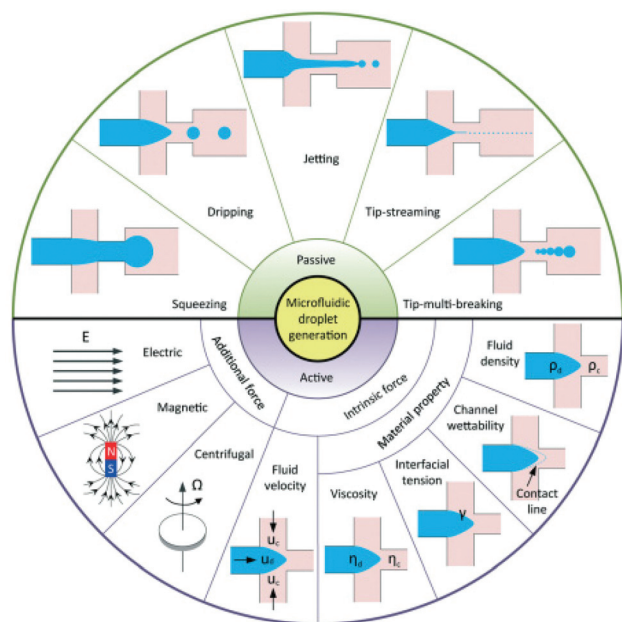 Jetting
Dripping
Tip-streaming
Squeezing
Passive
Tip-multi-breaking
Microfluidic
droplet
generation
Active
E
Electric
Additional force
Intrinsic force
Material property
Fluid
density
ρd
ρc
Magnetic
N
S
Centrifugal
Ω
Fluid
velocity
uc
ud
uc
Viscosity
ηd
ηc
Interfacial
tension
γ
Channel
wettability
Contact
line